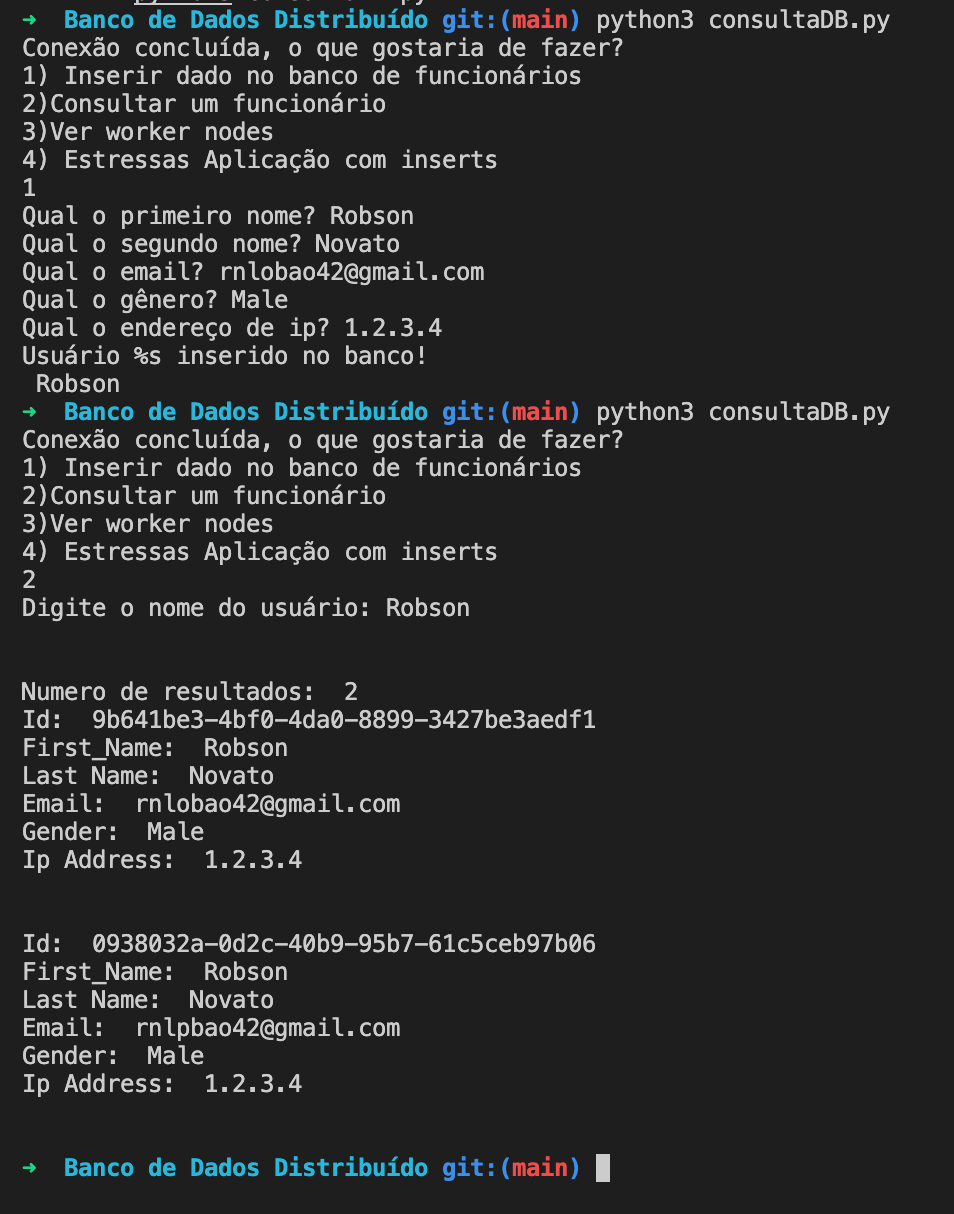 ➜  Banco de Dados Distribuído git:(main) python3 consultaDB.py
Conexão concluída, o que gostaria de fazer?
1) Inserir dado no banco de funcionários
2)Consultar um funcionário
3)Ver worker nodes
4) Estressas Aplicação com inserts
1
Qual o primeiro nome? Robson
Qual o segundo nome? Novato
Qual o email? rnlobao42@gmail.com
Qual o gênero? Male
Qual o endereço de ip? 1.2.3.4
Usuário %s inserido no banco!
 Robson
➜  Banco de Dados Distribuído git:(main) python3 consultaDB.py
Conexão concluída, o que gostaria de fazer?
1) Inserir dado no banco de funcionários
2)Consultar um funcionário
3)Ver worker nodes
4) Estressas Aplicação com inserts
2
Digite o nome do usuário: Robson
Numero de resultados:  2
Id:  9b641be3-4bf0-4da0-8899-3427be3aedf1
First_Name:  Robson
Last Name:  Novato
Email:  rnlobao42@gmail.com
Gender:  Male
Ip Address:  1.2.3.4
Id:  0938032a-0d2c-40b9-95b7-61c5ceb97b06
First_Name:  Robson
Last Name:  Novato
Email:  rnlpbao42@gmail.com
Gender:  Male
Ip Address:  1.2.3.4
➜  Banco de Dados Distribuído git:(main)